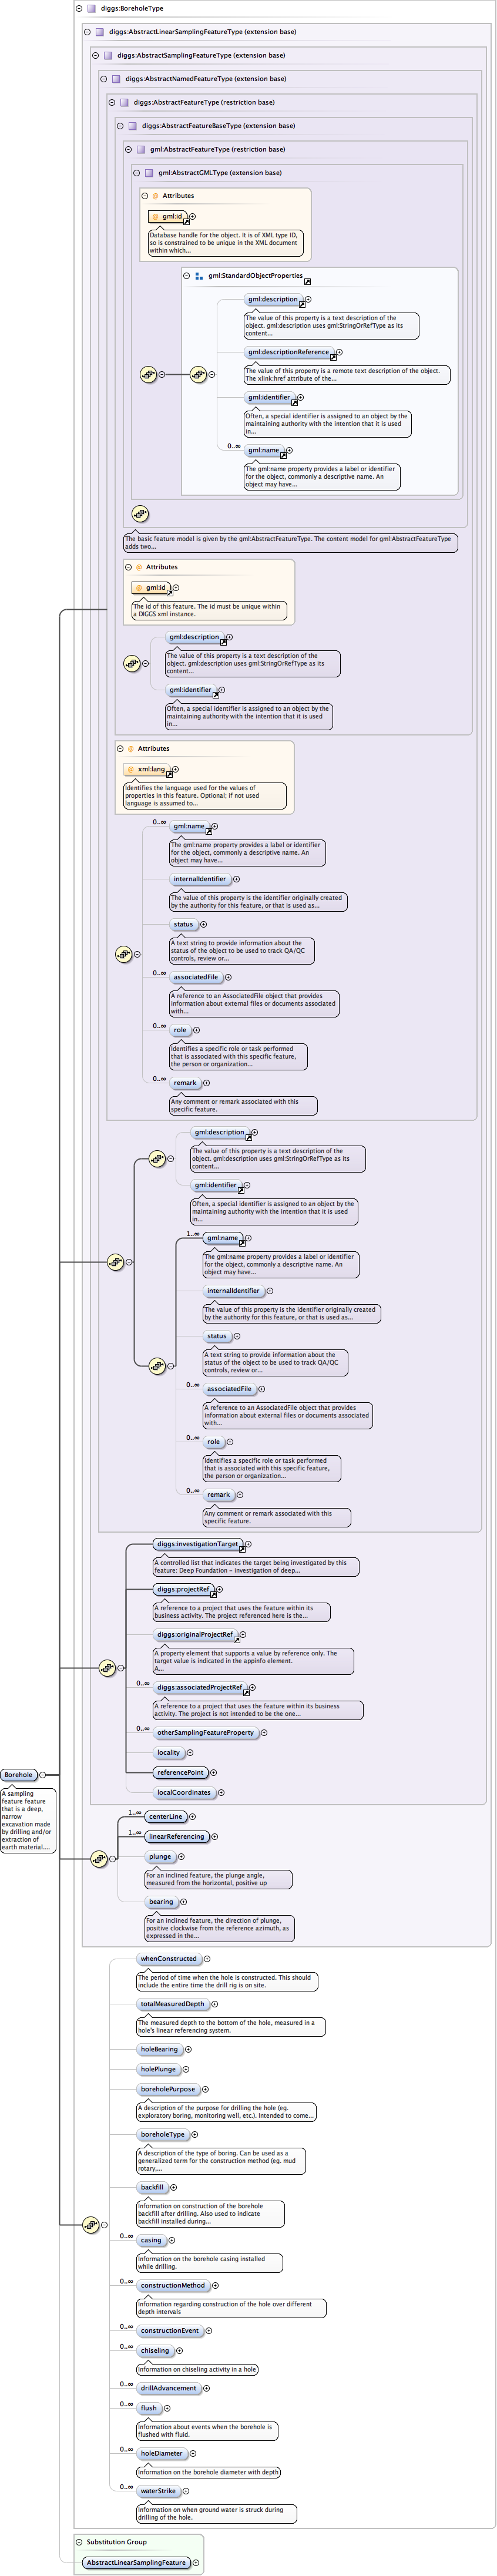 diggs:BoreholeType
diggs:AbstractLinearSamplingFeatureType (extension base)
diggs:AbstractSamplingFeatureType (extension base)
diggs:AbstractNamedFeatureType (extension base)
diggs:AbstractFeatureType (restriction base)
diggs:AbstractFeatureBaseType (extension base)
gml:AbstractFeatureType (restriction base)
gml:AbstractGMLType (extension base)
Attributes
gml:id
Database handle for the object. It is of XML type ID,
so is constrained to be unique in the XML document
within which...
gml:StandardObjectProperties
gml:description
The value of this property is a text description of the
object. gml:description uses gml:StringOrRefType as its
content...
gml:descriptionReference
The value of this property is a remote text description of the object.
The xlink:href attribute of the...
gml:identifier
Often, a special identifier is assigned to an object by the
maintaining authority with the intention that it is used
in...
0..∞
gml:name
The gml:name property provides a label or identifier
for the object, commonly a descriptive name. An
object may have...
The basic feature model is given by the gml:AbstractFeatureType. The content model for gml:AbstractFeatureType
adds two...
Attributes
gml:id
The id of this feature. The id must be unique within
a DIGGS xml instance.
gml:description
The value of this property is a text description of the
object. gml:description uses gml:StringOrRefType as its
content...
gml:identifier
Often, a special identifier is assigned to an object by the
maintaining authority with the intention that it is used
in...
Attributes
xml:lang
Identifies the language used for the values of
properties in this feature. Optional; if not used
language is assumed to...
0..∞
gml:name
The gml:name property provides a label or identifier
for the object, commonly a descriptive name. An
object may have...
internalIdentifier
The value of this property is the identifier originally created
by the authority for this feature, or that is used as...
status
A text string to provide information about the
status of the object to be used to track QA/QC
controls, review or...
0..∞
associatedFile
A reference to an AssociatedFile object that provides
information about external files or documents associated
with...
0..∞
role
Identifies a specific role or task performed
that is associated with this specific feature,
the person or organization...
0..∞
remark
Any comment or remark associated with this
specific feature.
gml:description
The value of this property is a text description of the
object. gml:description uses gml:StringOrRefType as its
content...
gml:identifier
Often, a special identifier is assigned to an object by the
maintaining authority with the intention that it is used
in...
1..∞
gml:name
The gml:name property provides a label or identifier
for the object, commonly a descriptive name. An
object may have...
internalIdentifier
The value of this property is the identifier originally created
by the authority for this feature, or that is used as...
status
A text string to provide information about the
status of the object to be used to track QA/QC
controls, review or...
0..∞
associatedFile
A reference to an AssociatedFile object that provides
information about external files or documents associated
with...
0..∞
role
Identifies a specific role or task performed
that is associated with this specific feature,
the person or organization...
0..∞
remark
Any comment or remark associated with this
specific feature.
diggs:investigationTarget
A controlled list that indicates the target being investigated by this
feature: Deep Foundation – investigation of deep...
diggs:projectRef
A reference to a project that uses the feature within its
business activity. The project referenced here is the...
diggs:originalProjectRef
A property element that supports a value by reference only. The
target value is indicated in the appinfo element.
A...
0..∞
diggs:associatedProjectRef
A reference to a project that uses the feature within its business
activity. The project is not intended to be the one...
0..∞
otherSamplingFeatureProperty
locality
referencePoint
localCoordinates
Borehole
A sampling
feature feature
that is a deep,
narrow
excavation made
by drilling and/or
extraction of
earth material....
1..∞
centerLine
1..∞
linearReferencing
plunge
For an inclined feature, the plunge angle,
measured from the horizontal, positive up
bearing
For an inclined feature, the direction of plunge,
positive clockwise from the reference azimuth, as
expressed in the...
whenConstructed
The period of time when the hole is constructed. This should
include the entire time the drill rig is on site.
totalMeasuredDepth
The measured depth to the bottom of the hole, measured in a
hole's linear referencing system.
holeBearing
holePlunge
boreholePurpose
A description of the purpose for drilling the hole (eg.
exploratory boring, monitoring well, etc.). Intended to come...
boreholeType
A description of the type of boring. Can be used as a
generalized term for the construction method (eg. mud
rotary,...
backfill
Information on construction of the borehole
backfill after drilling. Also used to indicate
backfill installed during...
0..∞
casing
Information on the borehole casing installed
while drilling.
0..∞
constructionMethod
Information regarding construction of the hole over different
depth intervals
0..∞
constructionEvent
0..∞
chiseling
Information on chiseling activity in a hole
0..∞
drillAdvancement
0..∞
flush
Information about events when the borehole is
flushed with fluid.
0..∞
holeDiameter
Information on the borehole diameter with depth
0..∞
waterStrike
Information on when ground water is struck during
drilling of the hole.
Substitution Group
AbstractLinearSamplingFeature